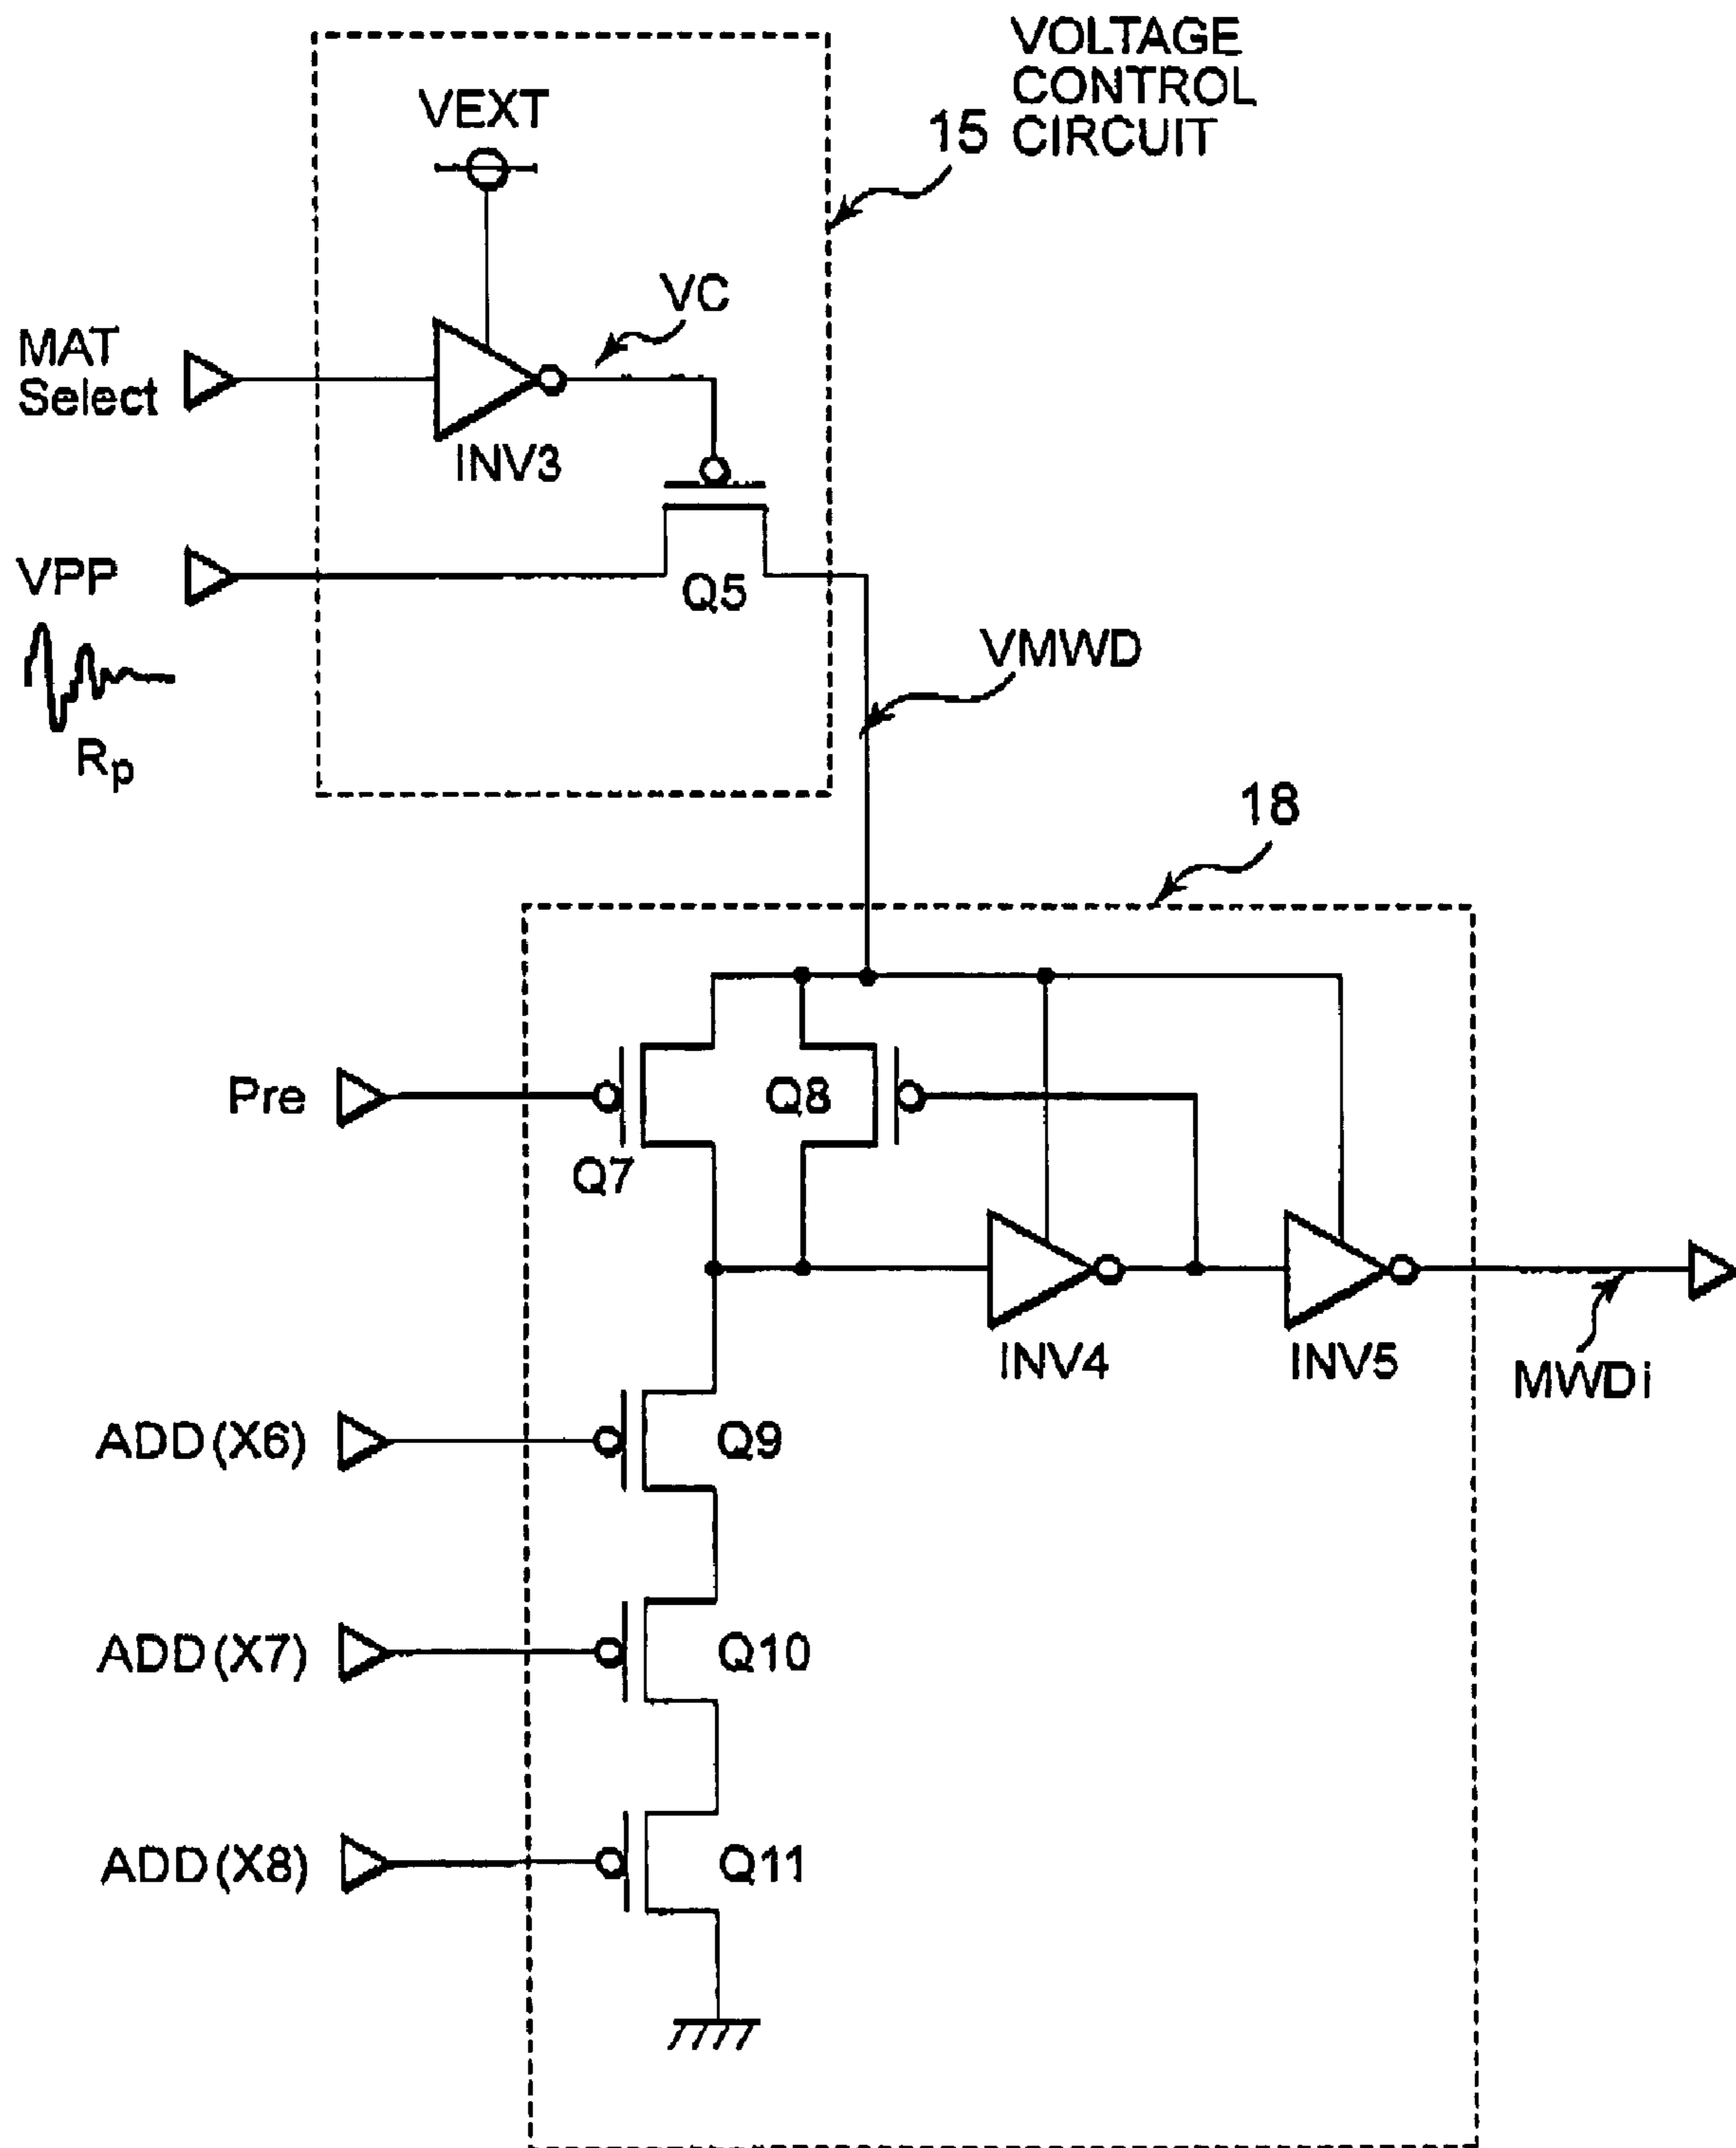 VOLTAGE
CONTROL
15 CIRCUIT
VEXT
VC
MAT
Select
INV3
VPP
Q5
Rp
VMWD
18
Pre
Q8
Q7
INV4
INV5
MWDi
ADD(X6)
Q9
ADD(X7)
Q10
ADD(X8)
Q11